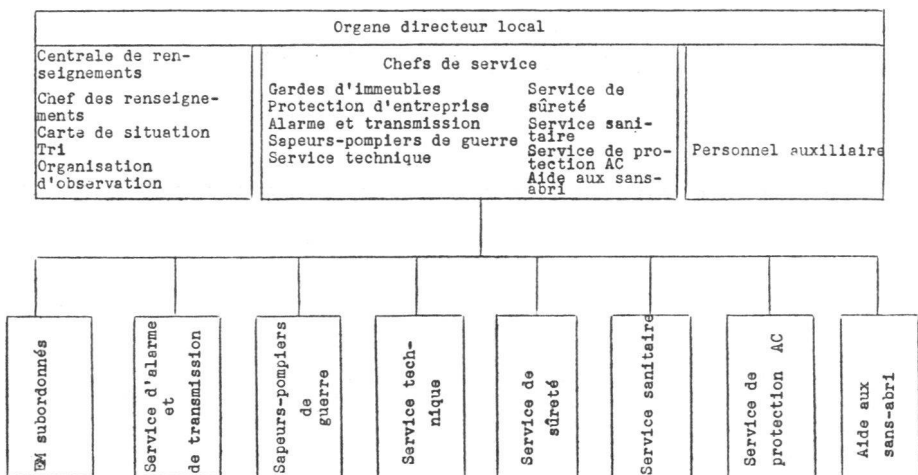 Organe directeur local
Centrale de ren-
seignements
Chef des renseigne-
ments
Carte de situation
Tri
Organisation
d'observation
Chefs de service
Gardes d'immeubles
Protection d'entreprise
Alarme et transmission
Sapeurs-pompiers de guerre
Service technique
Service de
sûreté
Service sani-
taire
Service de pro-
tection AC
Aide aux sans-
abri
Personnel auxiliaire
EM subordonnés
Service d'alarme
et
de transmission
Sapeurs-pompiers
de
guerre
Service tech-
nique
Service de
sûreté
Service sanitaire
Service de
protection AC
Aide aux
sans-abri